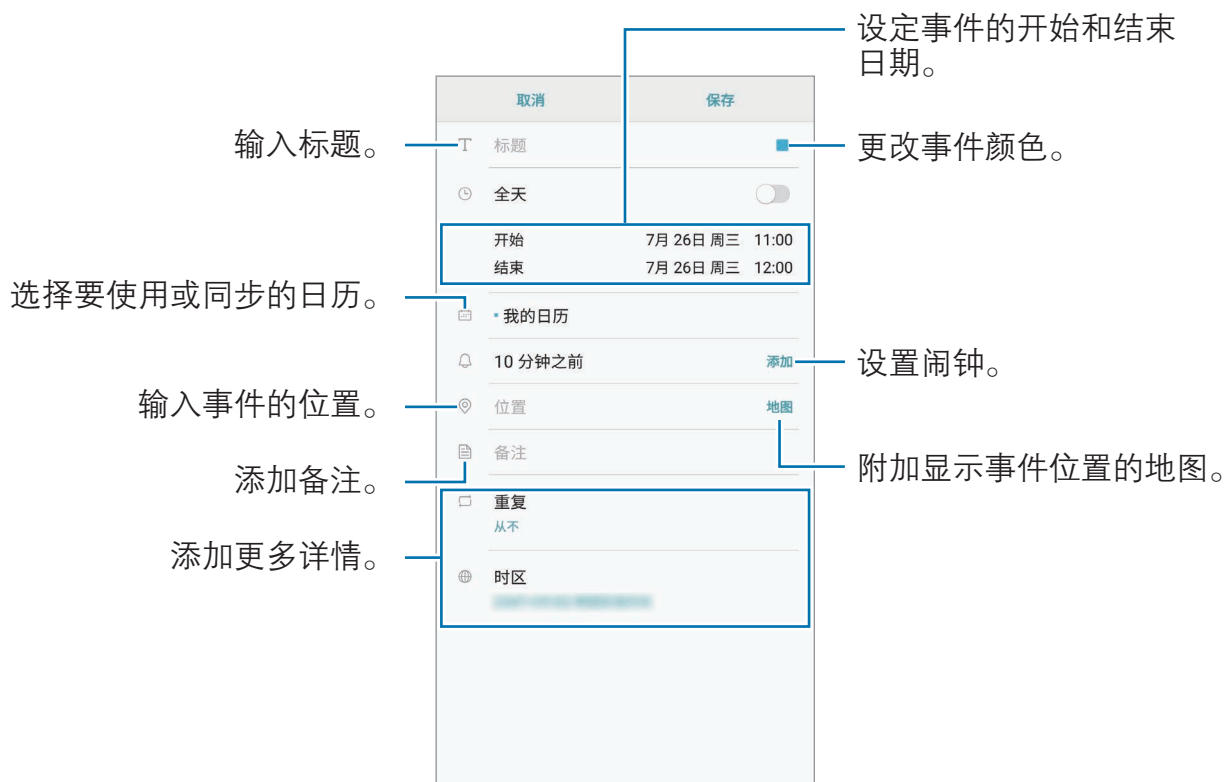 设定事件的开始和结束
日期。
取消 保存
输入标题。
标题
更改事件颜色。
全天
开始 7月 26日 周三 11:00
结束 7月 26日 周三 12:00
选择要使用或同步的日历。
我的日历
10 分钟之前 添加
设置闹钟。
输入事件的位置。
位置 地图
备注
添加备注。
附加显示事件位置的地图。
重复
从不
添加更多详情。
时区